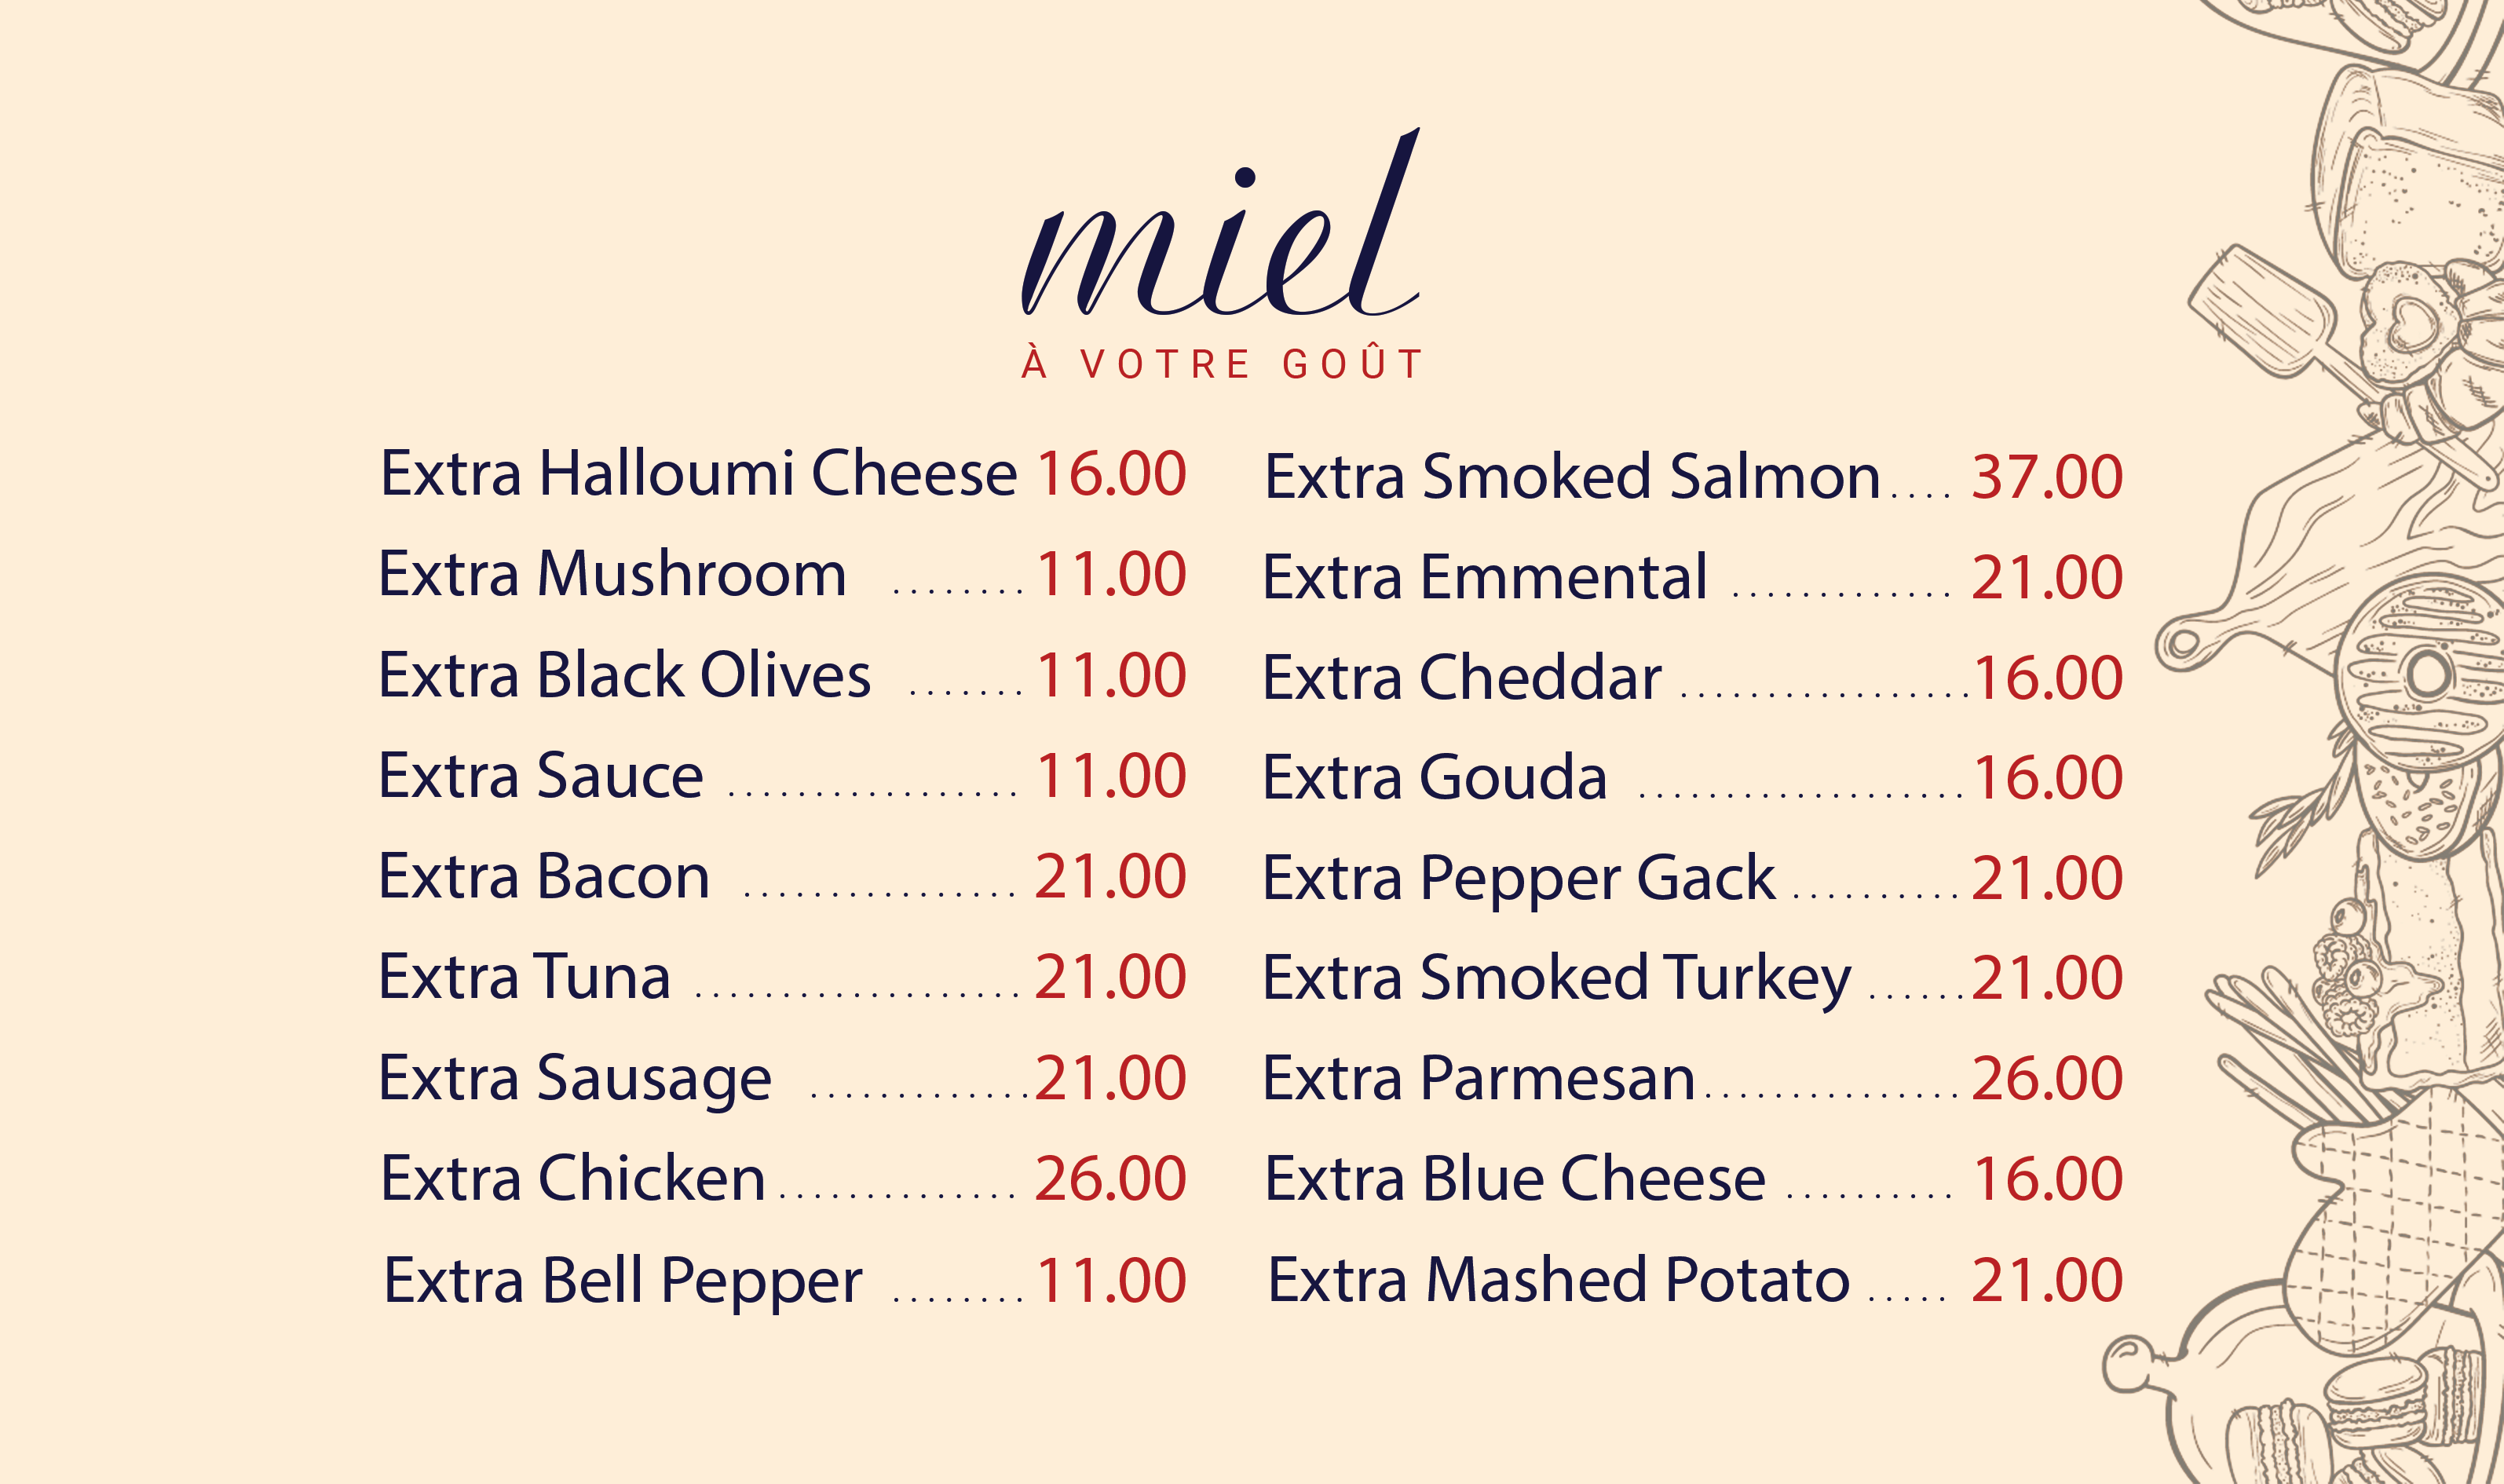 miel
À VOTRE GOÛT
Extra Halloumi Cheese 16.00
Extra Mushroom ........ 11.00
Extra Black Olives ....... 11.00
Extra Sauce ................. 11.00
Extra Bacon ................ 21.00
Extra Tuna ................... 21.00
Extra Sausage ............. 21.00
Extra Chicken .............. 26.00
Extra Bell Pepper ........ 11.00
Extra Smoked Salmon .... 37.00
Extra Emmental ............. 21.00
Extra Cheddar ................. 16.00
Extra Gouda ................... 16.00
Extra Pepper Gack .......... 21.00
Extra Smoked Turkey ...... 21.00
Extra Parmesan ............... 26.00
Extra Blue Cheese .......... 16.00
Extra Mashed Potato ..... 21.00